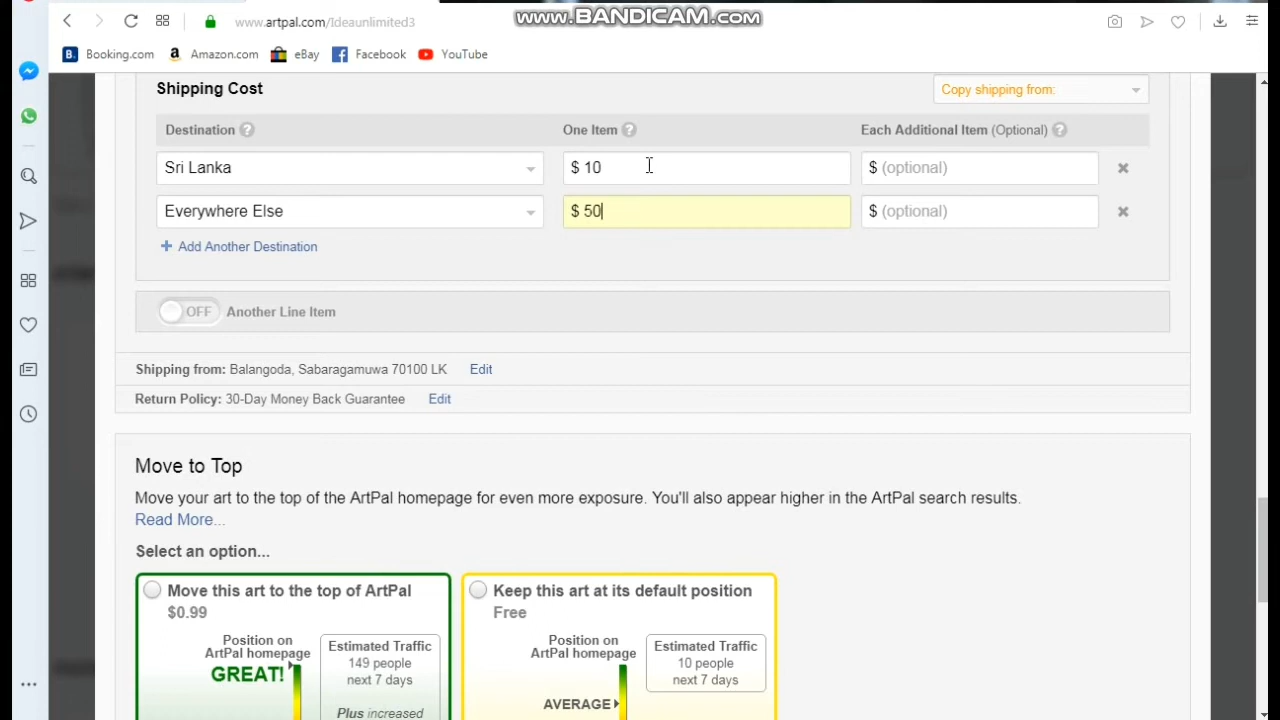 www.BANDICAM.com
www.artpal.com/Ideaunlimited3
B. Booking.com
a Amazon.com
eBay
Facebook
YouTube
Shipping Cost
Copy shipping from:
Destination ?
One Item ?
Each Additional Item (Optional) ?
Sri Lanka
$ 10
$ (optional)
Everywhere Else
$ 50
$ (optional)
+ Add Another Destination
OFF Another Line Item
Shipping from: Balangoda, Sabaragamuwa 70100 LK Edit
Return Policy: 30-Day Money Back Guarantee Edit
Move to Top
Move your art to the top of the ArtPal homepage for even more exposure. You'll also appear higher in the ArtPal search results.
Read More...
Select an option...
Move this art to the top of ArtPal
$0.99
Position on
ArtPal homepage
GREAT!
Estimated Traffic
149 people
next 7 days
Plus increased
Keep this art at its default position
Free
Position on
ArtPal homepage
AVERAGE
Estimated Traffic
10 people
next 7 days